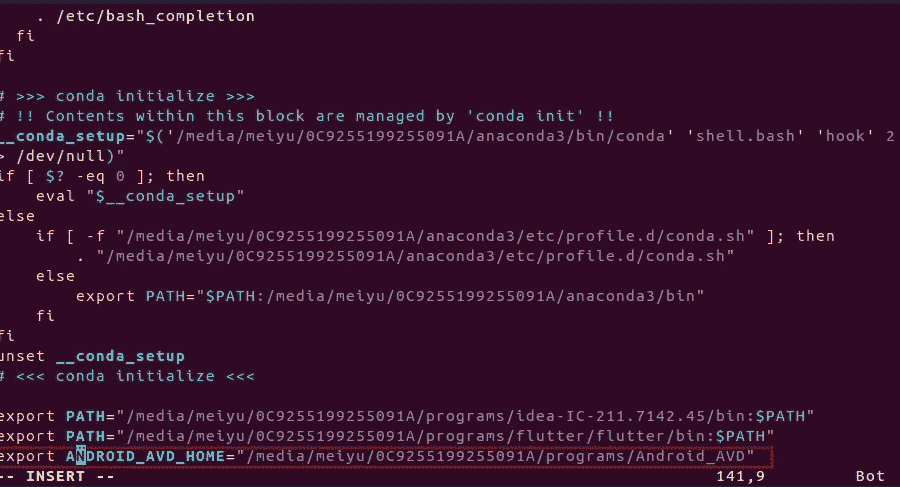 . /etc/bash_completion
  fi
fi
# >>> conda initialize >>>
# !! Contents within this block are managed by 'conda init' !!
__conda_setup="$('/media/meiyu/0C9255199255091A/anaconda3/bin/conda' 'shell.bash' 'hook' 2
> /dev/null)"
if [ $? -eq 0 ]; then
    eval "$__conda_setup"
else
    if [ -f "/media/meiyu/0C9255199255091A/anaconda3/etc/profile.d/conda.sh" ]; then
        . "/media/meiyu/0C9255199255091A/anaconda3/etc/profile.d/conda.sh"
    else
        export PATH="$PATH:/media/meiyu/0C9255199255091A/anaconda3/bin"
    fi
fi
unset __conda_setup
# <<< conda initialize <<<
export PATH="/media/meiyu/0C9255199255091A/programs/idea-IC-211.7142.45/bin:$PATH"
export PATH="/media/meiyu/0C9255199255091A/programs/flutter/flutter/bin:$PATH"
export ANDROID_AVD_HOME="/media/meiyu/0C9255199255091A/programs/Android_AVD"
-- INSERT -- 141,9 Bot